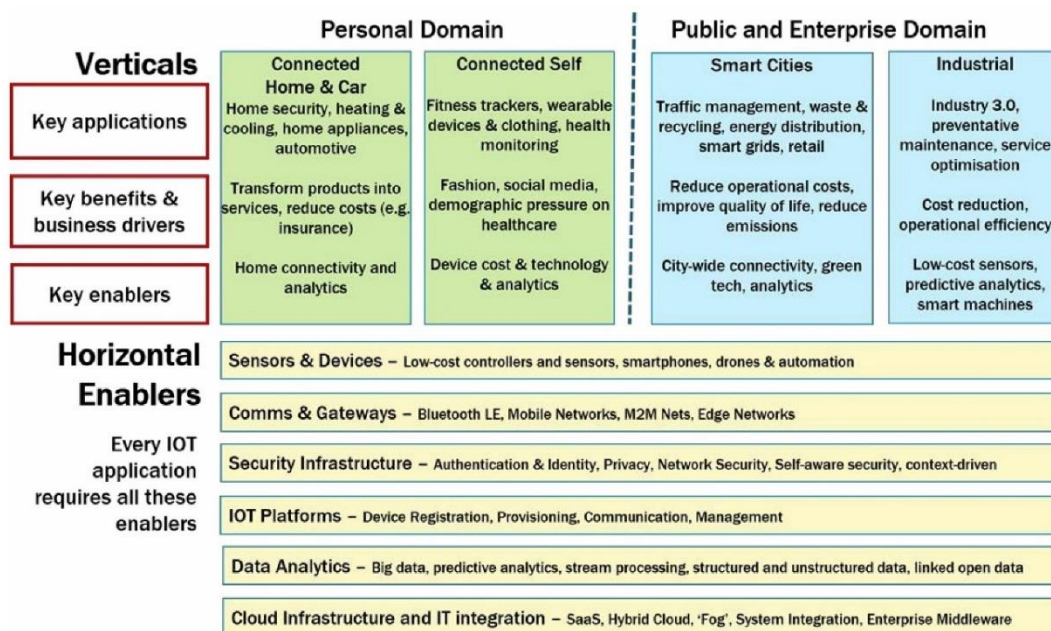 Personal Domain
Public and Enterprise Domain
Verticals
Key applications
Key benefits &
business drivers
Key enablers
Connected
Home & Car
Home security, heating &
cooling, home appliances,
automotive
Transform products into
services, reduce costs (e.g.
insurance)
Home connectivity and
analytics
Connected Self
Fitness trackers, wearable
devices & clothing, health
monitoring
Fashion, social media,
demographic pressure on
healthcare
Device cost & technology
& analytics
Smart Cities
Traffic management, waste &
recycling, energy distribution,
smart grids, retail
Reduce operational costs,
improve quality of life, reduce
emissions
City-wide connectivity, green
tech, analytics
Industrial
Industry 3.0,
preventative
maintenance, service
optimisation
Cost reduction,
operational efficiency
Low-cost sensors,
predictive analytics,
smart machines
Horizontal
Enablers
Every IOT
application
requires all these
enablers
Sensors & Devices – Low-cost controllers and sensors, smartphones, drones & automation
Comms & Gateways – Bluetooth LE, Mobile Networks, M2M Nets, Edge Networks
Security Infrastructure – Authentication & Identity, Privacy, Network Security, Self-aware security, context-driven
IOT Platforms – Device Registration, Provisioning, Communication, Management
Data Analytics – Big data, predictive analytics, stream processing, structured and unstructured data, linked open data
Cloud Infrastructure and IT integration – SaaS, Hybrid Cloud, 'Fog', System Integration, Enterprise Middleware